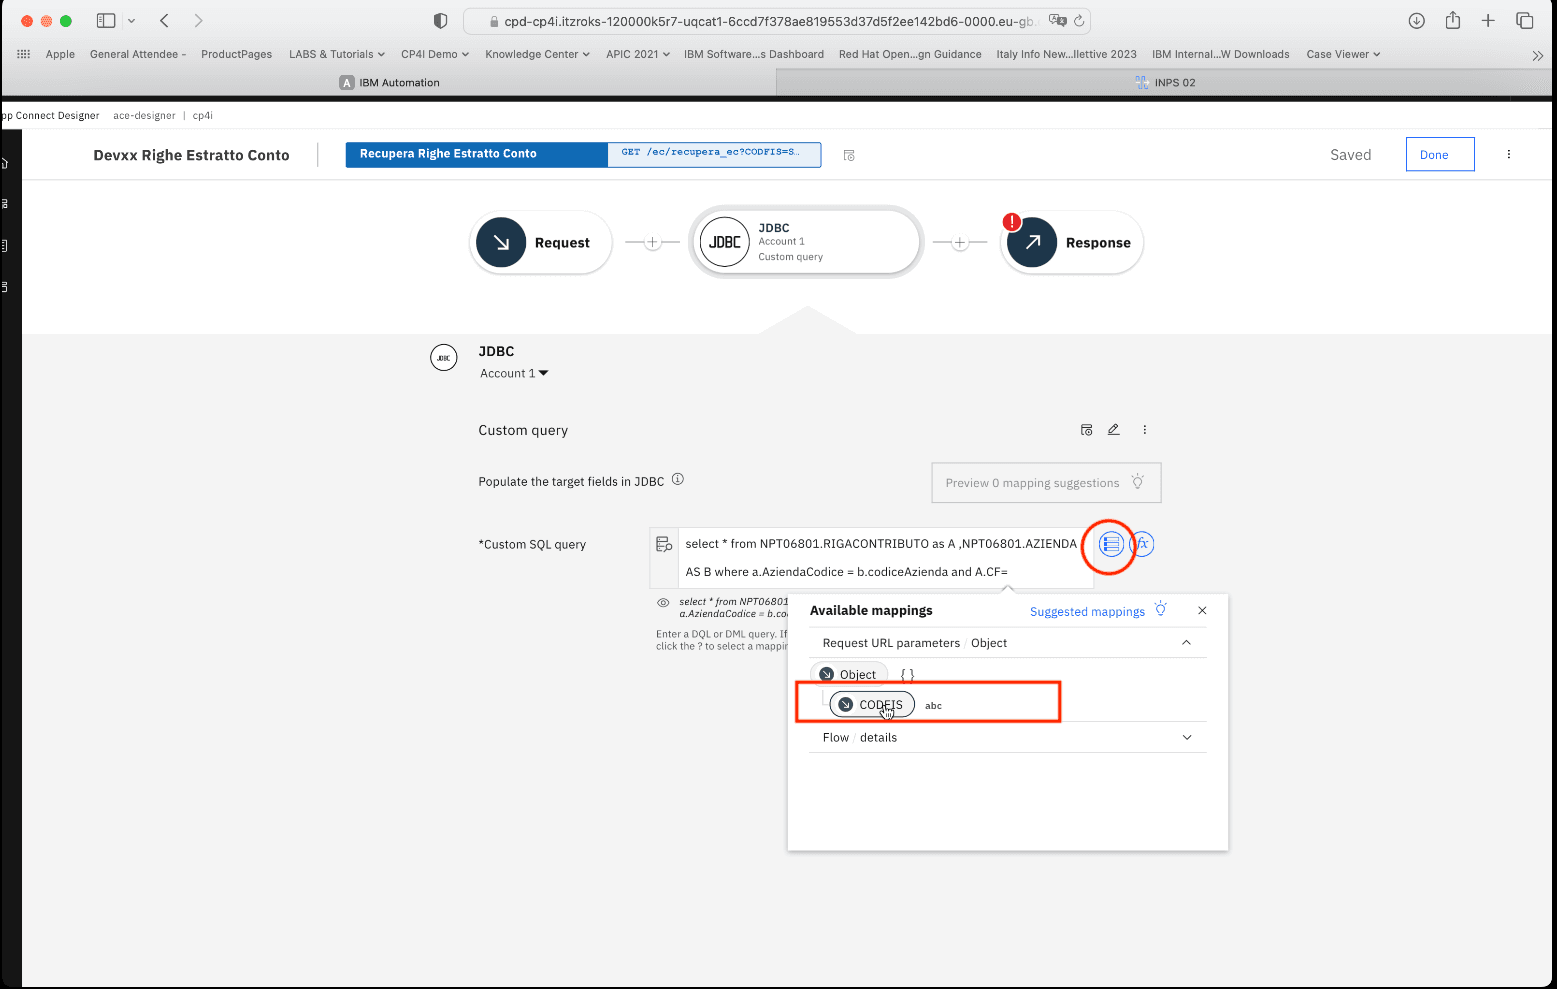 cpd-cp4i.itzroks-120000k5r7-uqcat1-6ccd7f378ae819553d37d5f2ee142bd6-0000.eu-gb.
Apple General Attendee - ProductPages LABS & Tutorials CP4I Demo Knowledge Center APIC 2021 IBM Software...s Dashboard Red Hat Open...gn Guidance Italy Info New...llettive 2023 IBM Internal...W Downloads Case Viewer
A IBM Automation INPS 02
pp Connect Designer ace-designer | cp4i
Devxx Righe Estratto Conto
Recupera Righe Estratto Conto GET /ec/recupera_ec?CODFIS=S…
Saved Done
Request
JDBC
JDBC
Account 1
Custom query
!
Response
JDBC
JDBC
Account 1
Custom query
Populate the target fields in JDBC
Preview 0 mapping suggestions
*Custom SQL query
select * from NPT06801.RIGACONTRIBUTO as A ,NPT06801.AZIENDA
AS B where a.AziendaCodice = b.codiceAzienda and A.CF=
fx
select * from NPT0680
a.AziendaCodice = b.co
Enter a DQL or DML query. If
click the ? to select a mappin
Available mappings Suggested mappings
Request URL parameters / Object
Object { }
CODFIS abc
Flow / details